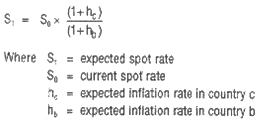 S₁ = S₀ × (1+h_c)
(1+h_b)
Where S₁ = expected spot rate
S₀ = current spot rate
h_c = expected inflation rate in country c
h_b = expected inflation rate in country b